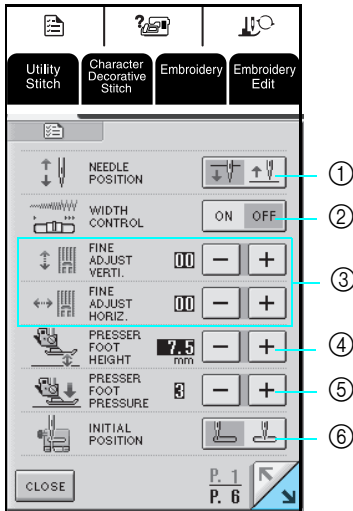 Utility Stitch
Character Decorative Stitch
Embroidery
Embroidery Edit
NEEDLE POSITION
①
WIDTH CONTROL
ON OFF
②
FINE ADJUST VERTI.
00 − +
③
FINE ADJUST HORIZ.
00 − +
PRESSER FOOT HEIGHT
7.5 mm − +
④
PRESSER FOOT PRESSURE
3 − +
⑤
INITIAL POSITION
⑥
CLOSE
P. 1
P. 6